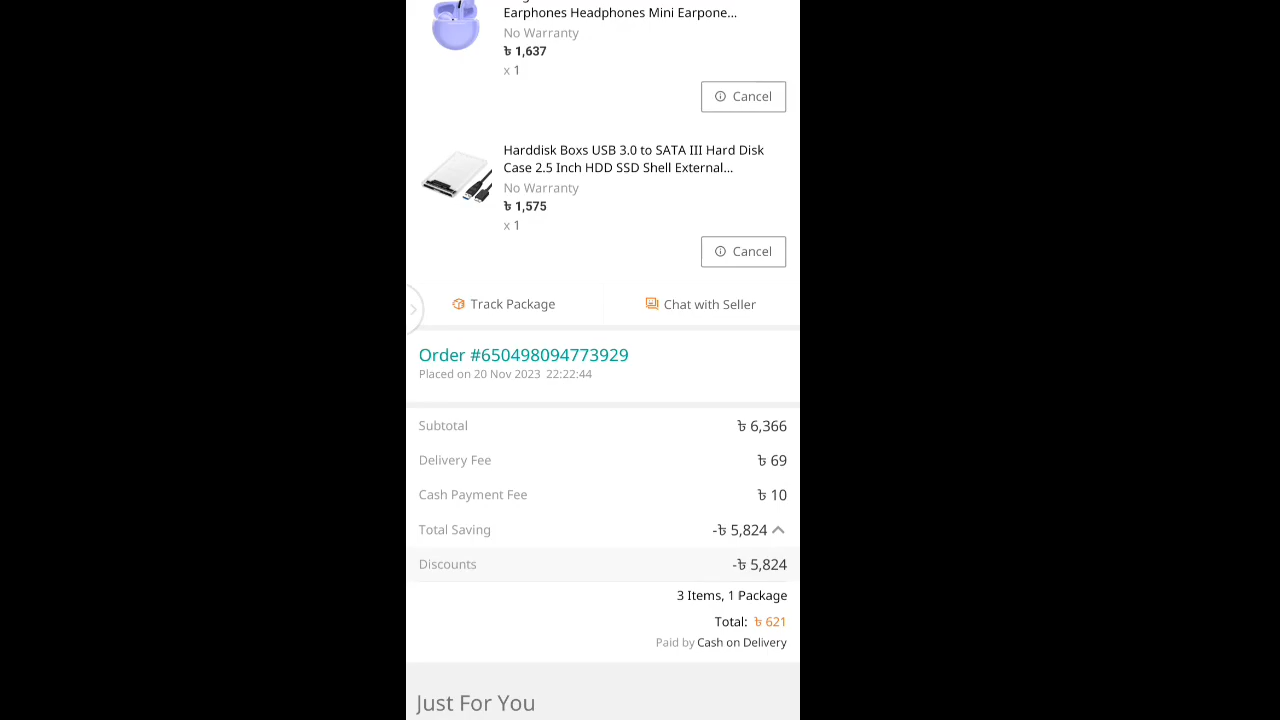 Earphones Headphones Mini Earpone...
No Warranty
৳ 1,637
x 1
Cancel
Harddisk Boxs USB 3.0 to SATA III Hard Disk
Case 2.5 Inch HDD SSD Shell External...
No Warranty
৳ 1,575
x 1
Cancel
Track Package Chat with Seller
Order #650498094773929
Placed on 20 Nov 2023 22:22:44
Subtotal ৳ 6,366
Delivery Fee ৳ 69
Cash Payment Fee ৳ 10
Total Saving -৳ 5,824
Discounts -৳ 5,824
3 Items, 1 Package
Total: ৳ 621
Paid by Cash on Delivery
Just For You